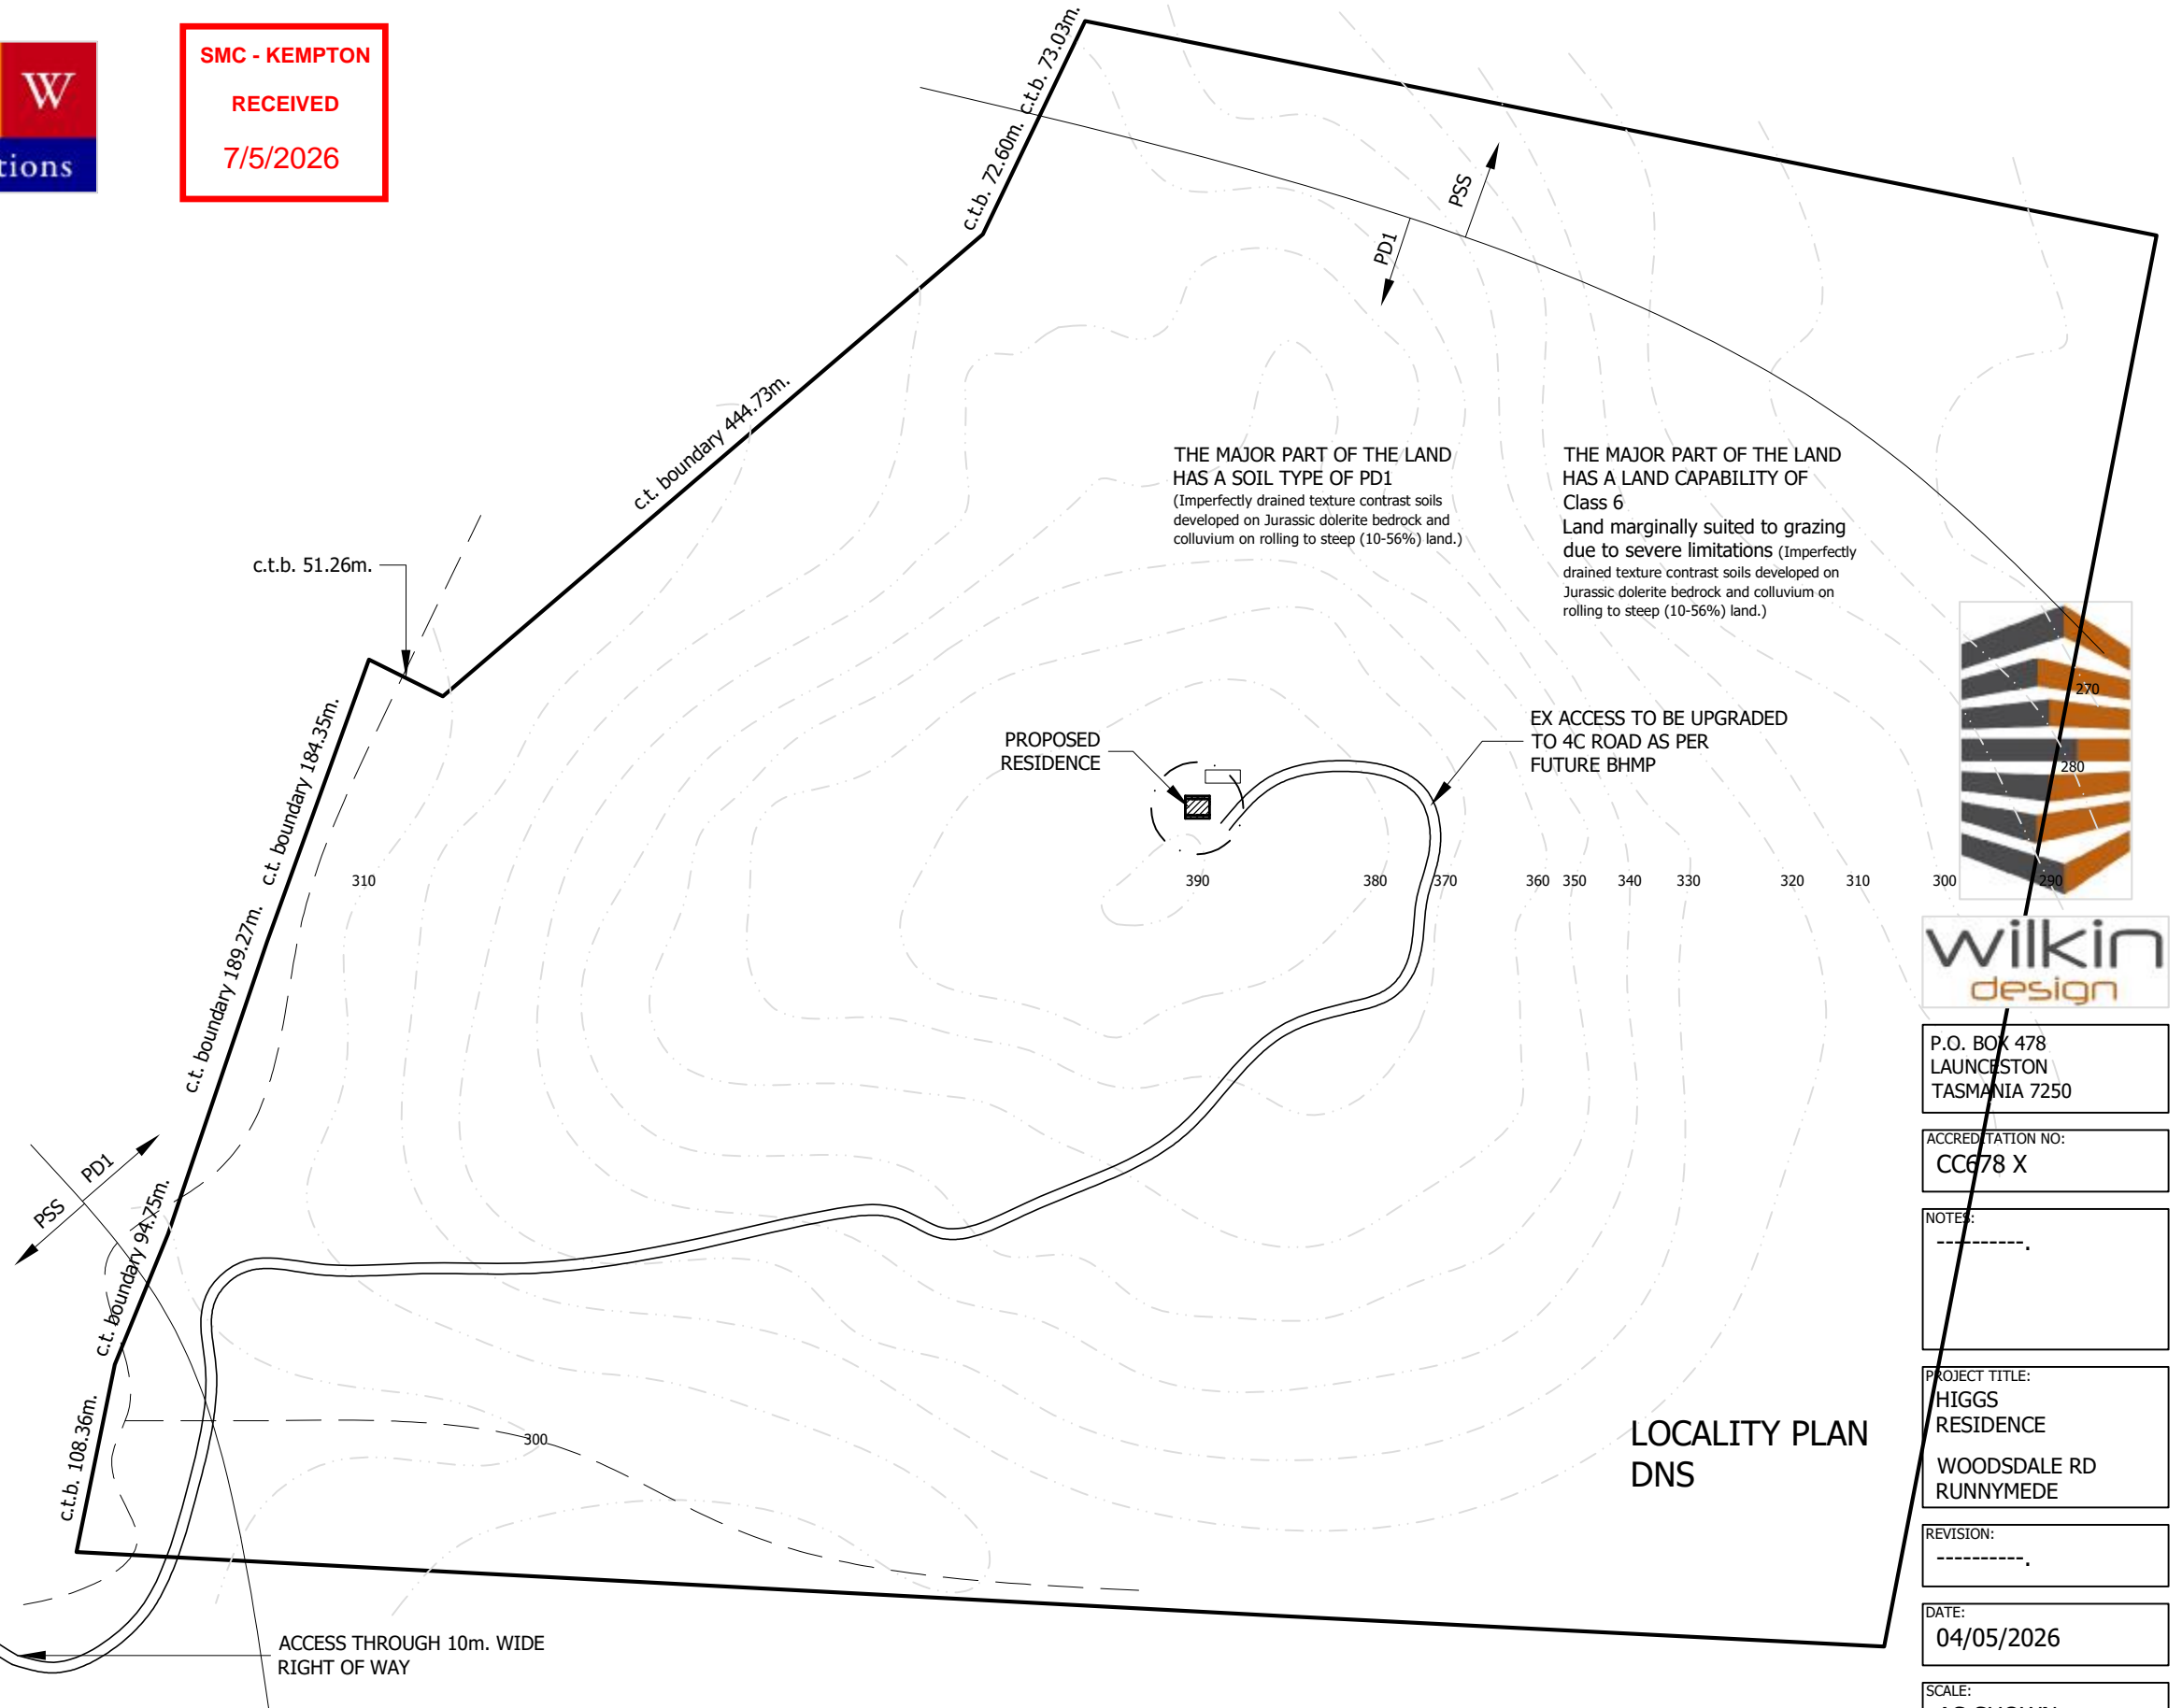 W
tions
SMC - KEMPTON
RECEIVED
7/5/2026
c.t.b. 73.03m.
c.t.b. 72.60m.
PSS
PD1
c.t. boundary 444.73m.
THE MAJOR PART OF THE LAND
HAS A SOIL TYPE OF PD1
(Imperfectly drained texture contrast soils
developed on Jurassic dolerite bedrock and
colluvium on rolling to steep (10-56%) land.)
THE MAJOR PART OF THE LAND
HAS A LAND CAPABILITY OF
Class 6
Land marginally suited to grazing
due to severe limitations (Imperfectly
drained texture contrast soils developed on
Jurassic dolerite bedrock and colluvium on
rolling to steep (10-56%) land.)
c.t.b. 51.26m.
c.t. boundary 184.35m.
PROPOSED
RESIDENCE
EX ACCESS TO BE UPGRADED
TO 4C ROAD AS PER
FUTURE BHMP
270
280
310
390
380
370
360
350
340
330
320
310
300
290
c.t. boundary 189.27m.
PD1
PSS
c.t. boundary 94.75m.
c.t.b. 108.36m.
300
LOCALITY PLAN
DNS
ACCESS THROUGH 10m. WIDE
RIGHT OF WAY
wilkin
design
P.O. BOX 478
LAUNCESTON
TASMANIA 7250
ACCREDITATION NO:
CC678 X
NOTES:
----------.
PROJECT TITLE:
HIGGS
RESIDENCE
WOODSDALE RD
RUNNYMEDE
REVISION:
----------.
DATE:
04/05/2026
SCALE: